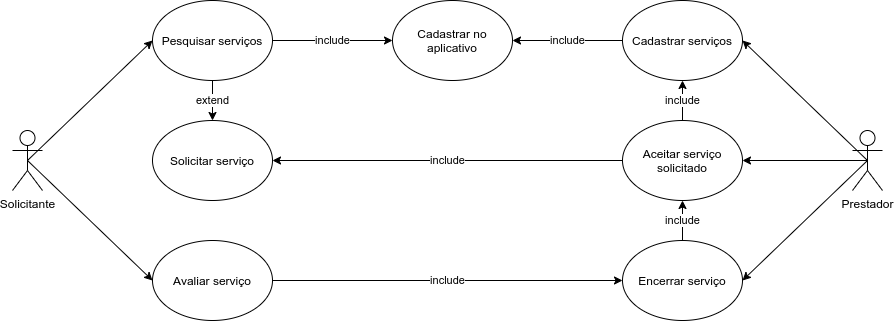 Pesquisar serviços
include
Cadastrar no
aplicativo
include
Cadastrar serviços
extend
include
Solicitante
Solicitar serviço
include
Aceitar serviço
solicitado
Prestador
include
Avaliar serviço
include
Encerrar serviço